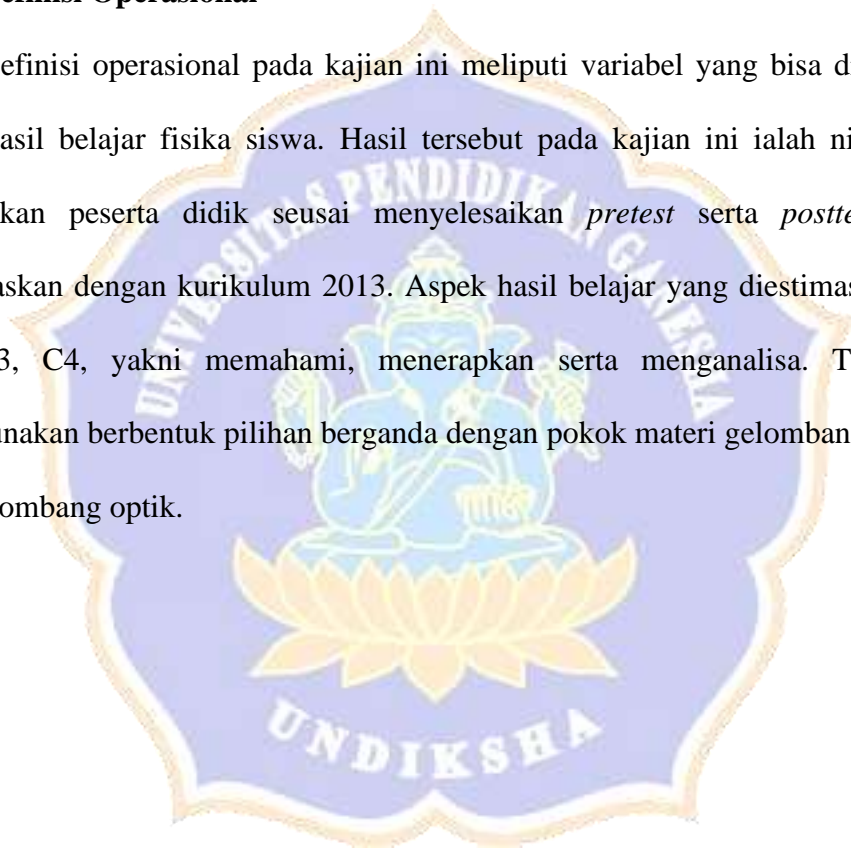 efinisi Operasional
efinisi operasional pada kajian ini meliputi variabel yang bisa d
asil belajar fisika siswa. Hasil tersebut pada kajian ini ialah ni
kan peserta didik seusai menyelesaikan pretest serta postte
askan dengan kurikulum 2013. Aspek hasil belajar yang diestimas
3, C4, yakni memahami, menerapkan serta menganalisa. T
unakan berbentuk pilihan berganda dengan pokok materi gelomban
ombang optik.
UNIVERSITAS PENDIDIKAN GANESHA
UNDIKSHA